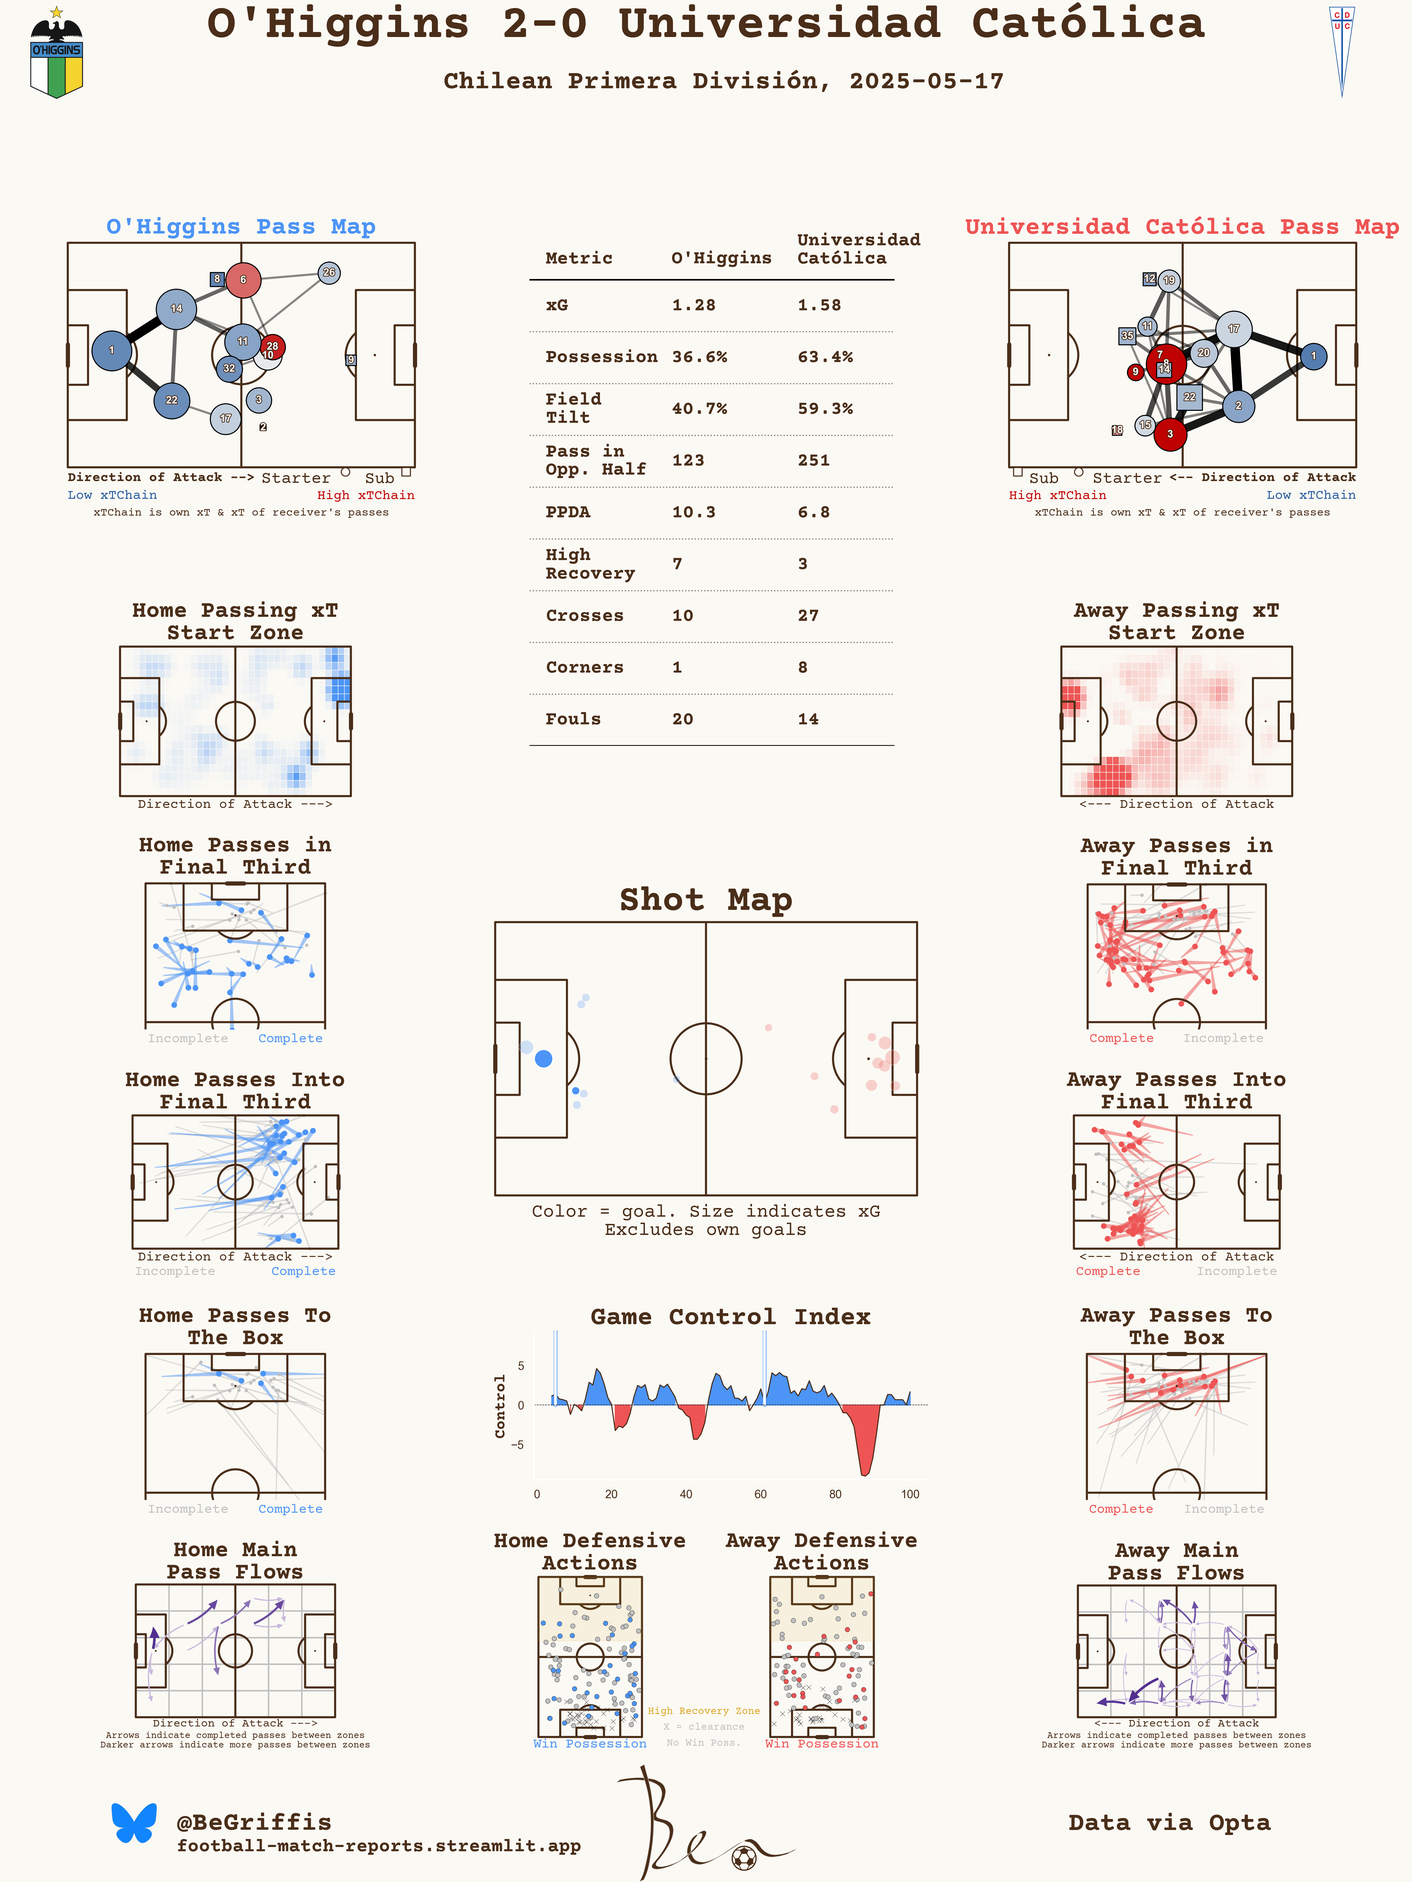 O'Higgins 2-0 Universidad Católica
Chilean Primera División, 2025-05-17
O'HIGGINS
C D
U C
O'Higgins Pass Map
8
6
26
14
1
11
28
10
9
32
22
3
17
2
Direction of Attack --> Starter Sub
Low xTChain High xTChain
xTChain is own xT & xT of receiver's passes
Metric O'Higgins Universidad Católica
xG 1.28 1.58
Possession 36.6% 63.4%
Field Tilt 40.7% 59.3%
Pass in Opp. Half 123 251
PPDA 10.3 6.8
High Recovery 7 3
Crosses 10 27
Corners 1 8
Fouls 20 14
Universidad Católica Pass Map
12
19
11
35
17
7
8
20
1
9
14
22
2
15
18
3
Sub Starter <-- Direction of Attack
High xTChain Low xTChain
xTChain is own xT & xT of receiver's passes
Home Passing xT
Start Zone
Direction of Attack --->
Away Passing xT
Start Zone
<--- Direction of Attack
Home Passes in
Final Third
Incomplete Complete
Away Passes in
Final Third
Complete Incomplete
Shot Map
Color = goal. Size indicates xG
Excludes own goals
Home Passes Into
Final Third
Direction of Attack --->
Incomplete Complete
Away Passes Into
Final Third
<--- Direction of Attack
Complete Incomplete
Home Passes To
The Box
Incomplete Complete
Game Control Index
Control
5
0
−5
0 20 40 60 80 100
Away Passes To
The Box
Complete Incomplete
Home Main
Pass Flows
Direction of Attack --->
Arrows indicate completed passes between zones
Darker arrows indicate more passes between zones
Home Defensive
Actions
Win Possession
High Recovery Zone
X = clearance
No Win Poss.
Away Defensive
Actions
Win Possession
Away Main
Pass Flows
<--- Direction of Attack
Arrows indicate completed passes between zones
Darker arrows indicate more passes between zones
@BeGriffis
football-match-reports.streamlit.app
Ben
Data via Opta